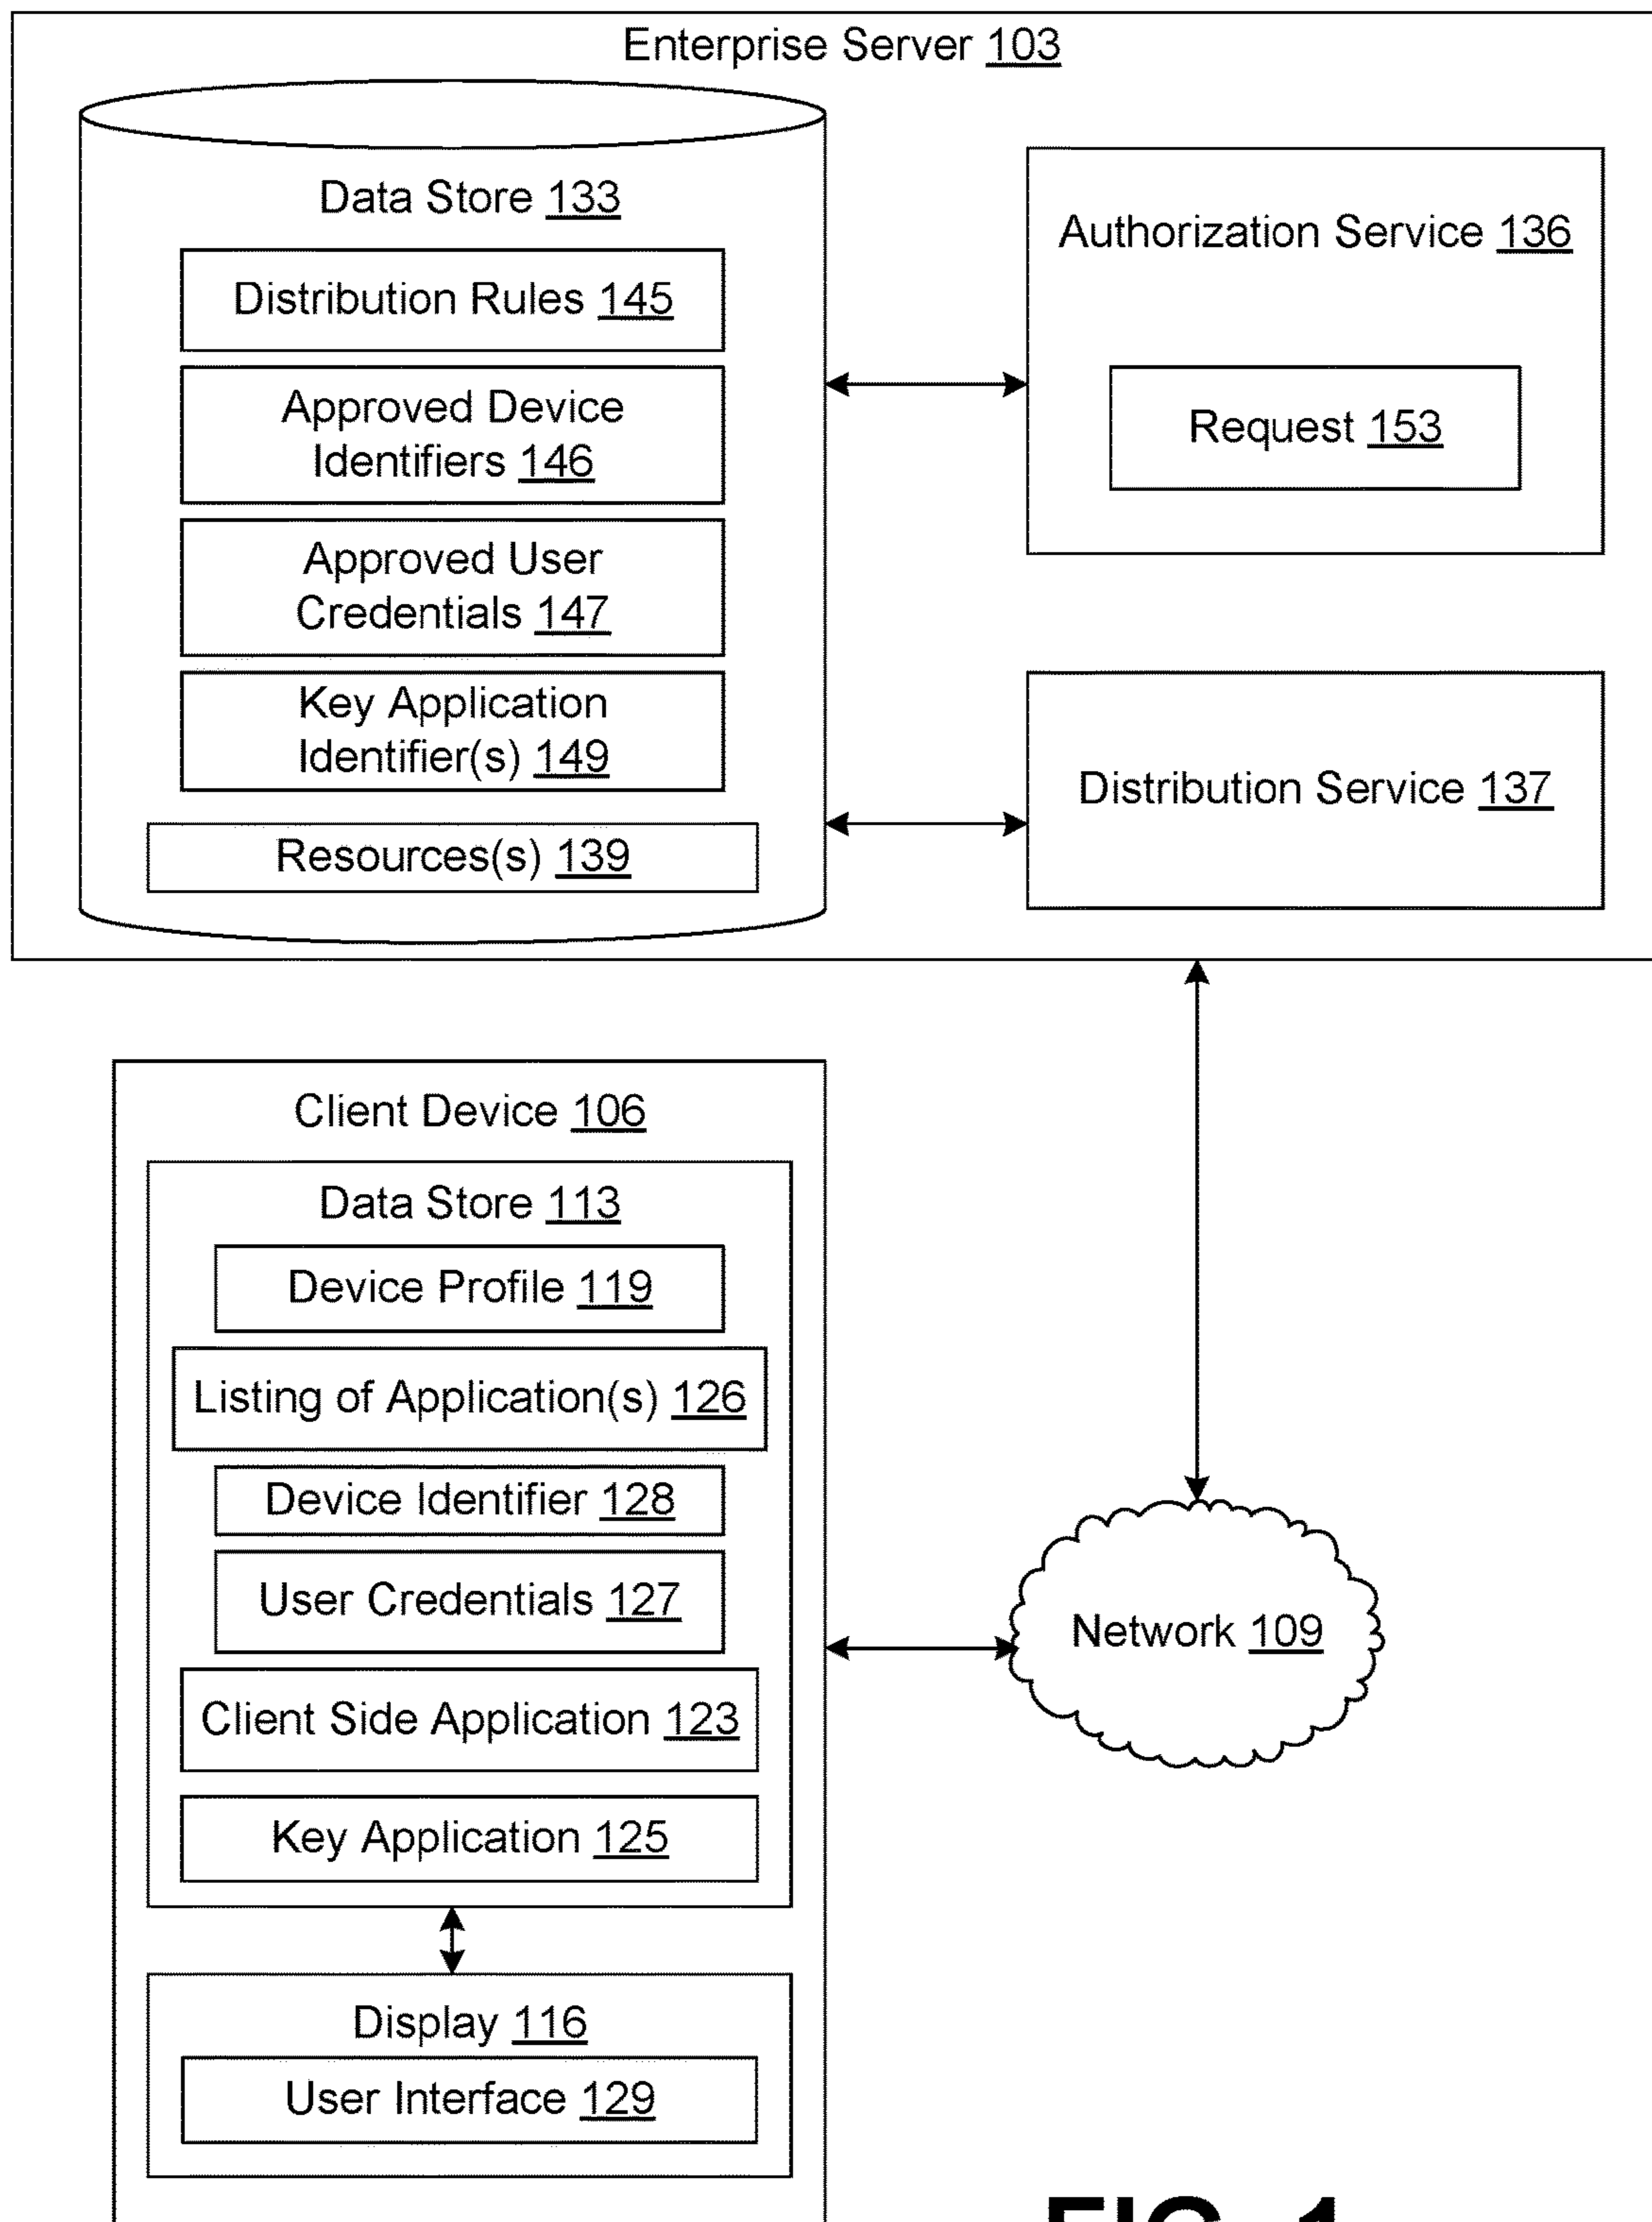 Enterprise Server 103
Data Store 133
Distribution Rules 145
Approved Device
Identifiers 146
Approved User
Credentials 147
Key Application
Identifier(s) 149
Resources(s) 139
Authorization Service 136
Request 153
Distribution Service 137
Client Device 106
Data Store 113
Device Profile 119
Listing of Application(s) 126
Device Identifier 128
User Credentials 127
Client Side Application 123
Key Application 125
Display 116
User Interface 129
Network 109
FIG. 1